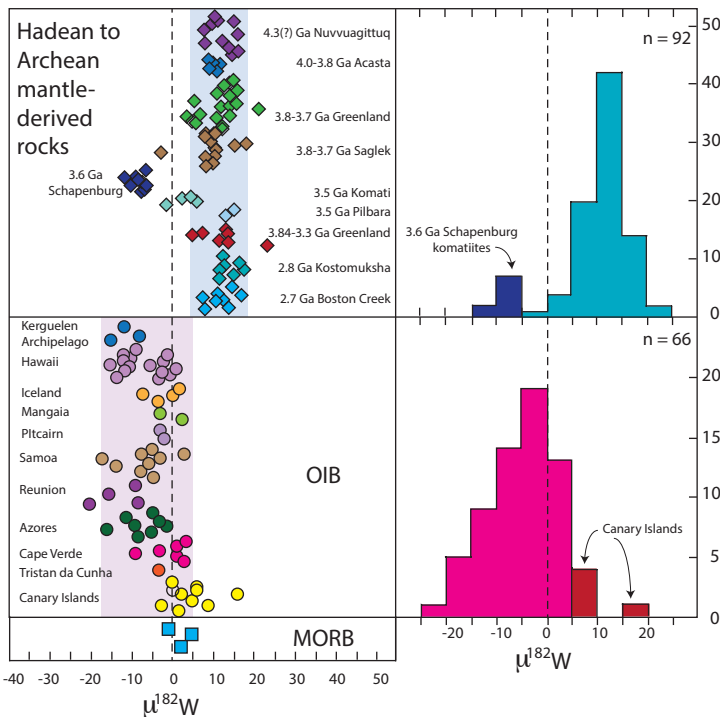 Hadean to
Archean
mantle-
derived
rocks
4.3(?) Ga Nuvvuagittuq
4.0-3.8 Ga Acasta
3.8-3.7 Ga Greenland
3.8-3.7 Ga Saglek
3.6 Ga
Schapenburg
3.5 Ga Komati
3.5 Ga Pilbara
3.84-3.3 Ga Greenland
2.8 Ga Kostomuksha
2.7 Ga Boston Creek
n = 92
3.6 Ga Schapenburg
komatiites
50
40
30
20
10
0
Kerguelen
Archipelago
Hawaii
Iceland
Mangaia
PItcairn
Samoa
Reunion
Azores
Cape Verde
Tristan da Cunha
Canary Islands
OIB
MORB
-40 -30 -20 -10 0 10 20 30 40 50
μ182W
n = 66
Canary Islands
20
15
10
5
0
-20 -10 0 10 20
μ182W